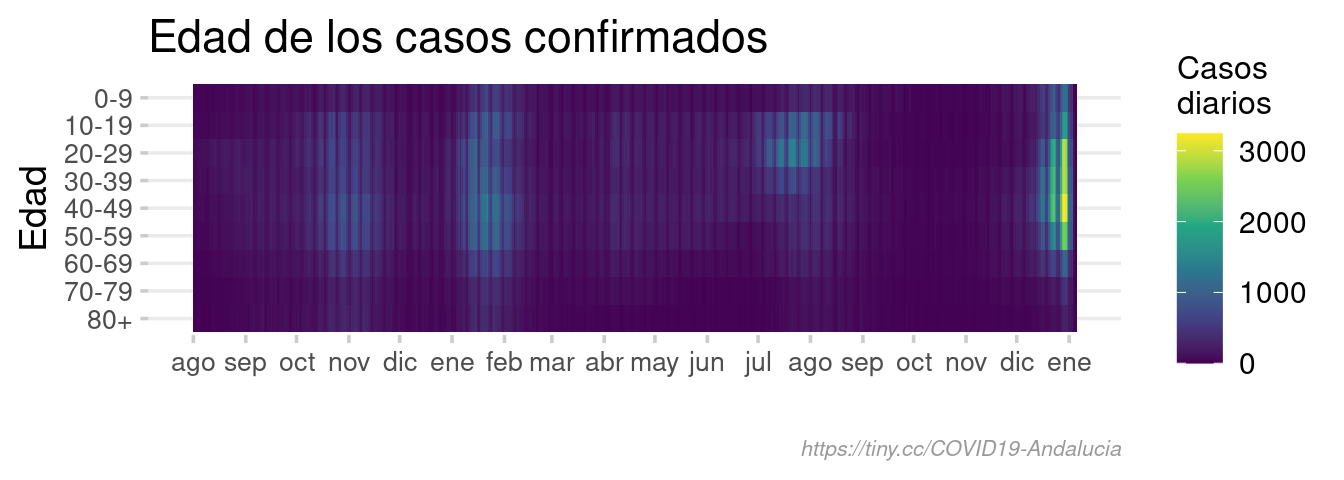 Edad de los casos confirmados
Casos
diarios
Edad
0-9
10-19
20-29
30-39
40-49
50-59
60-69
70-79
80+
3000
2000
1000
0
ago sep oct nov dic ene feb mar abr may jun jul ago sep oct nov dic ene
https://tiny.cc/COVID19-Andalucia